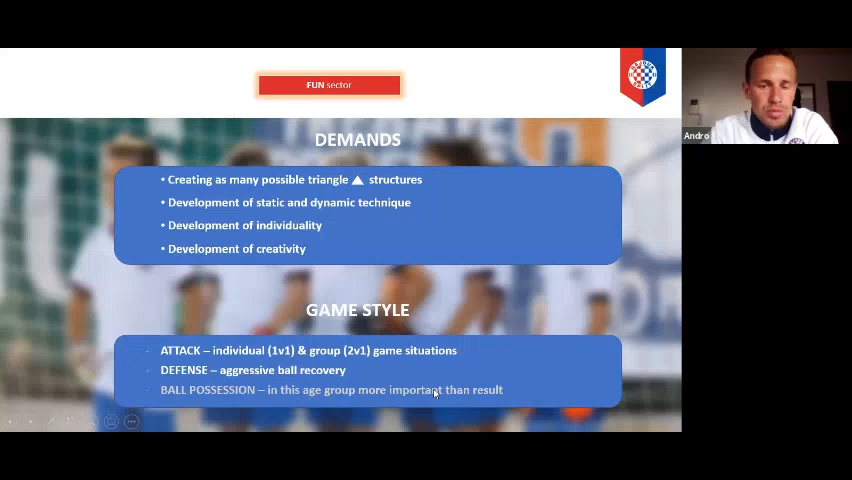 FUN sector
Andro
DEMANDS
• Creating as many possible triangle ▲ structures
• Development of static and dynamic technique
• Development of individuality
• Development of creativity
GAME STYLE
- ATTACK – individual (1v1) & group (2v1) game situations
- DEFENSE – aggressive ball recovery
- BALL POSSESSION – in this age group more important than result